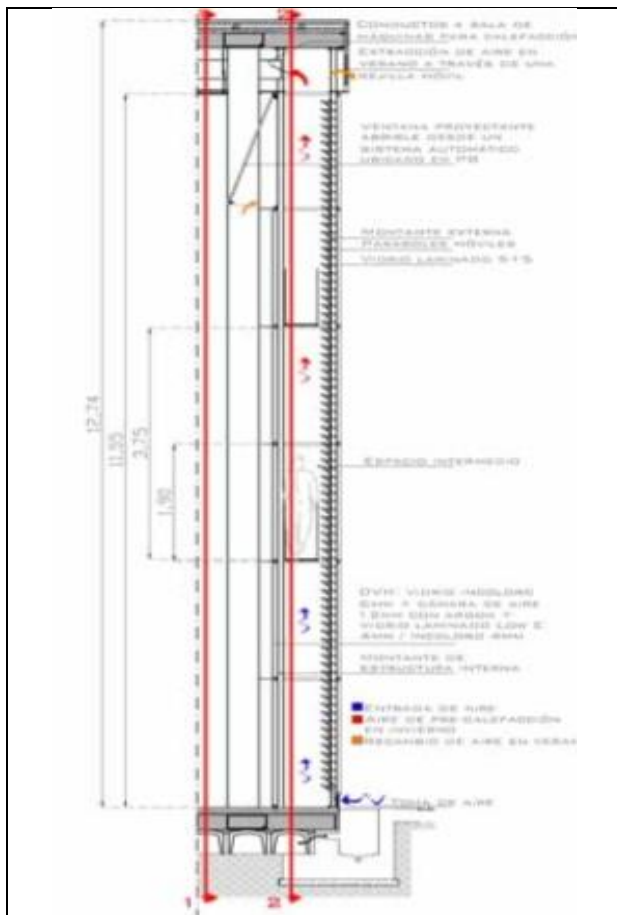 CONDUCTOS A SALA DE
MÁQUINAS PARA CALEFACCIÓN
EXTRACCIÓN DE AIRE EN
VERANO A TRAVÉS DE UNA
REJILLA MÓVIL
VENTANA PROYECTANTE
ABRIBLE DESDE UN
SISTEMA AUTOMÁTICO
UBICADO EN PB
MONTANTE EXTERNA
PARASOLES MÓVILES
VIDRIO LAMINADO 5+5
12,74
11,55
3,75
1,90
ESPACIO INTERMEDIO
DVH: VIDRIO INCOLORO
6MM + CÁMARA DE AIRE
12MM CON ARGON +
VIDRIO LAMINADO LOW E
4MM / INCOLORO 4MM
MONTANTE DE
ESTRUCTURA INTERNA
ENTRADA DE AIRE
AIRE DE PRE-CALEFACCIÓN
EN INVIERNO
RECAMBIO DE AIRE EN VERAN
TOMA DE AIRE
1
2